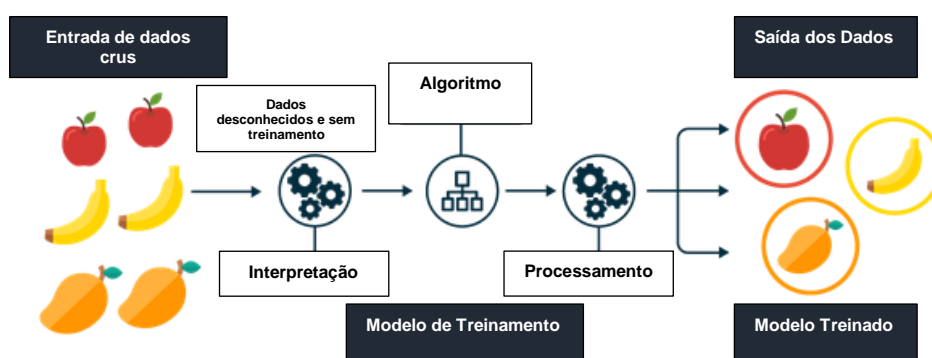 Entrada de dados
crus
Dados
desconhecidos e sem
treinamento
Algoritmo
Saída dos Dados
Interpretação
Processamento
Modelo de Treinamento
Modelo Treinado